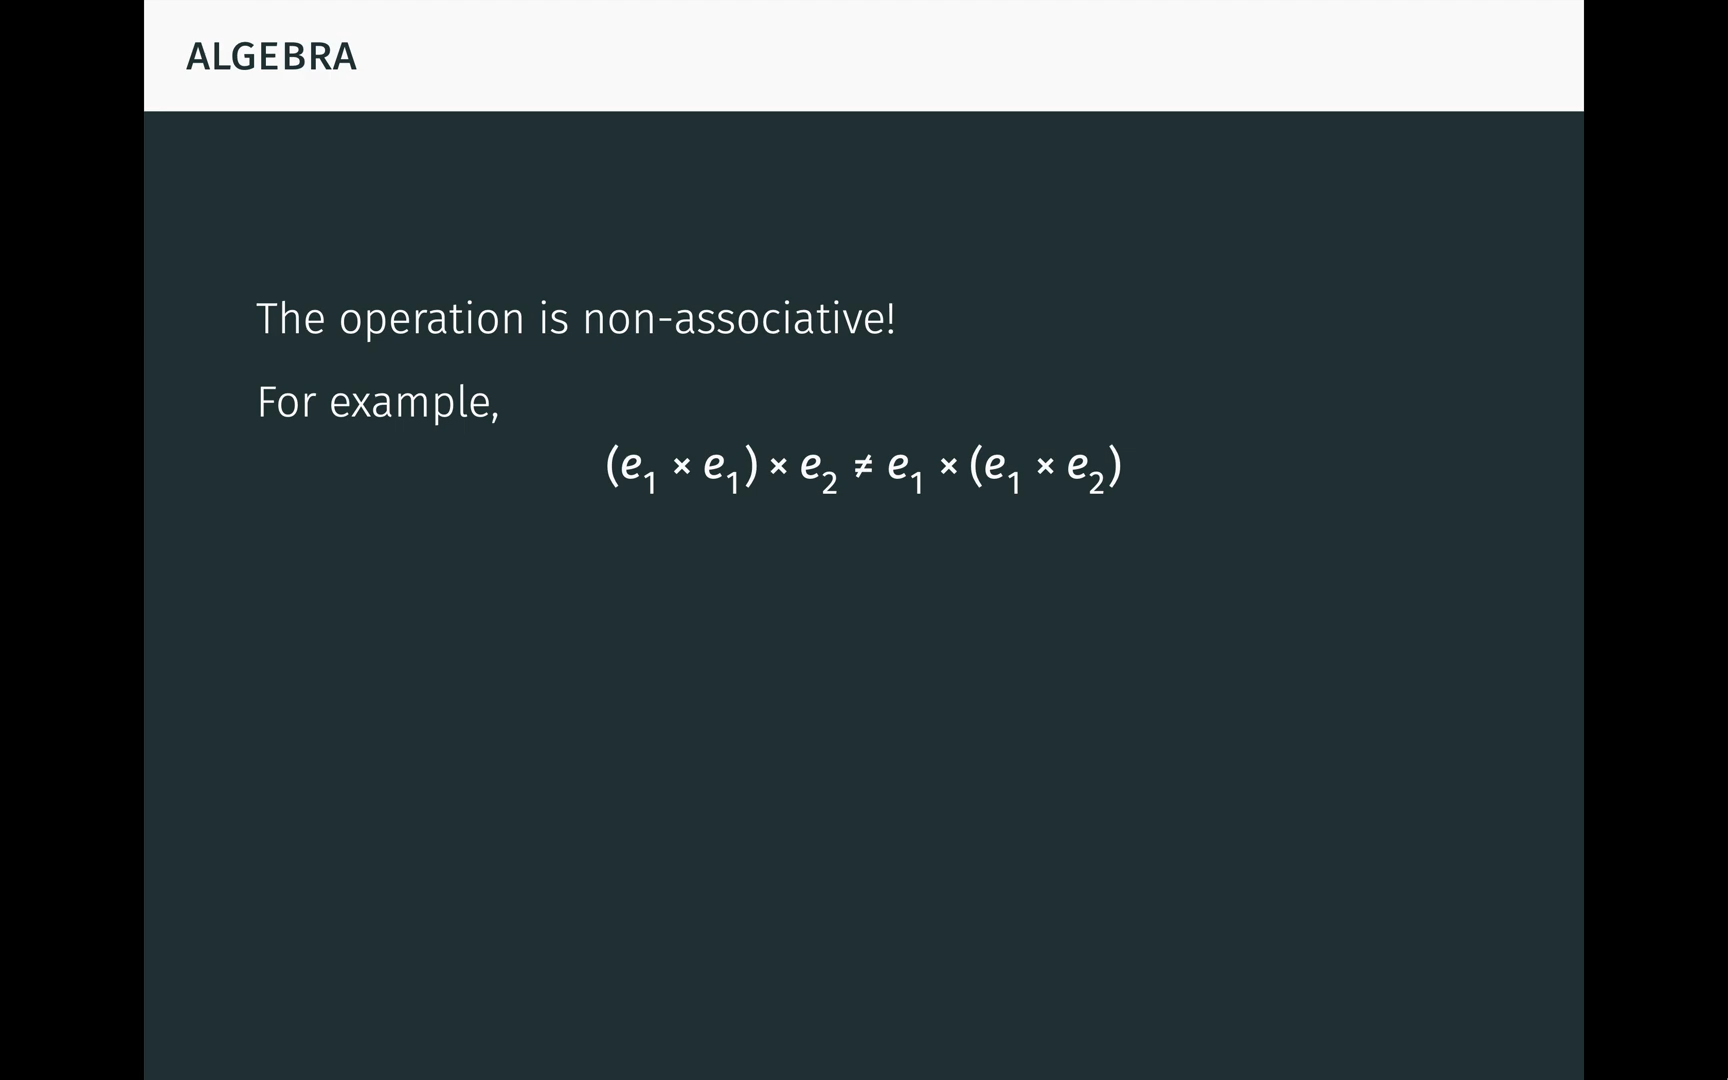 ALGEBRA
The operation is non-associative!
For example,
(e₁ × e₁) × e₂ ≠ e₁ × (e₁ × e₂)